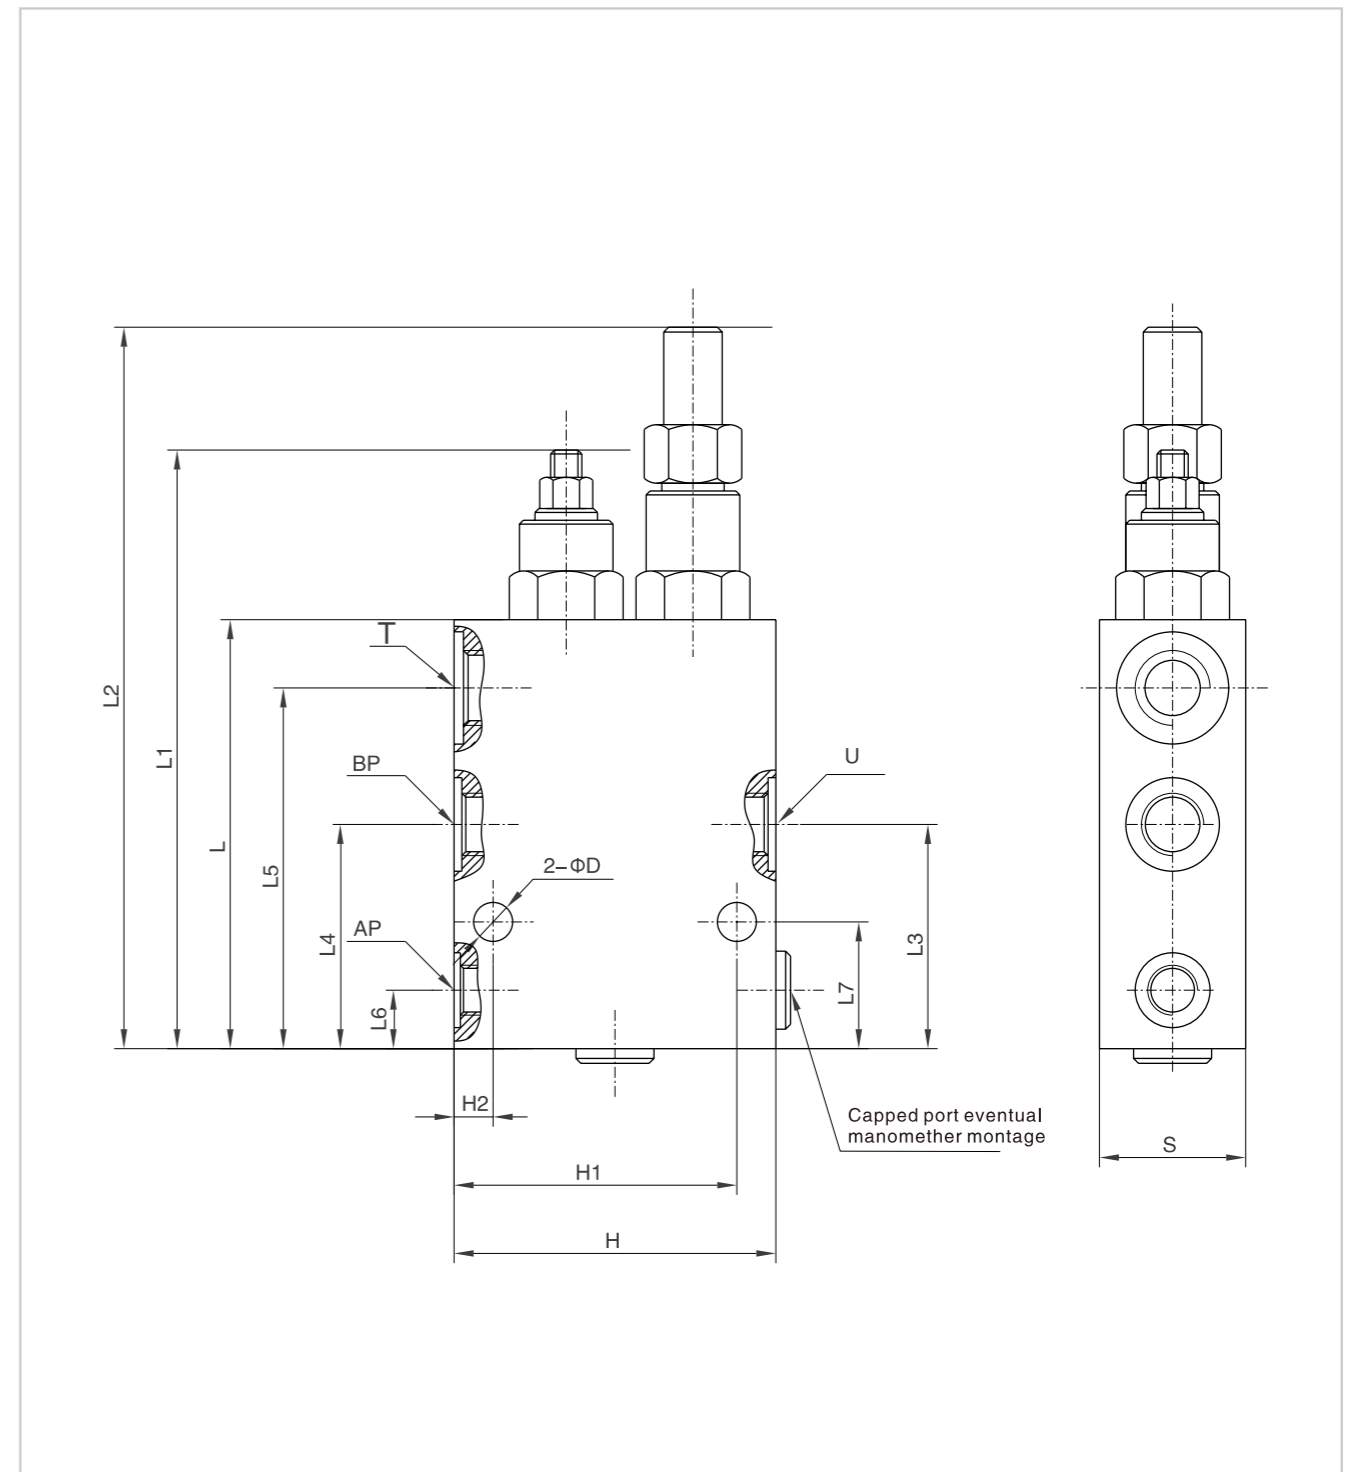 T
L2
L1
BP
U
L
L5
2-ΦD
AP
L4
L3
L6
L7
H2
Capped port eventual
manomether montage
S
H1
H